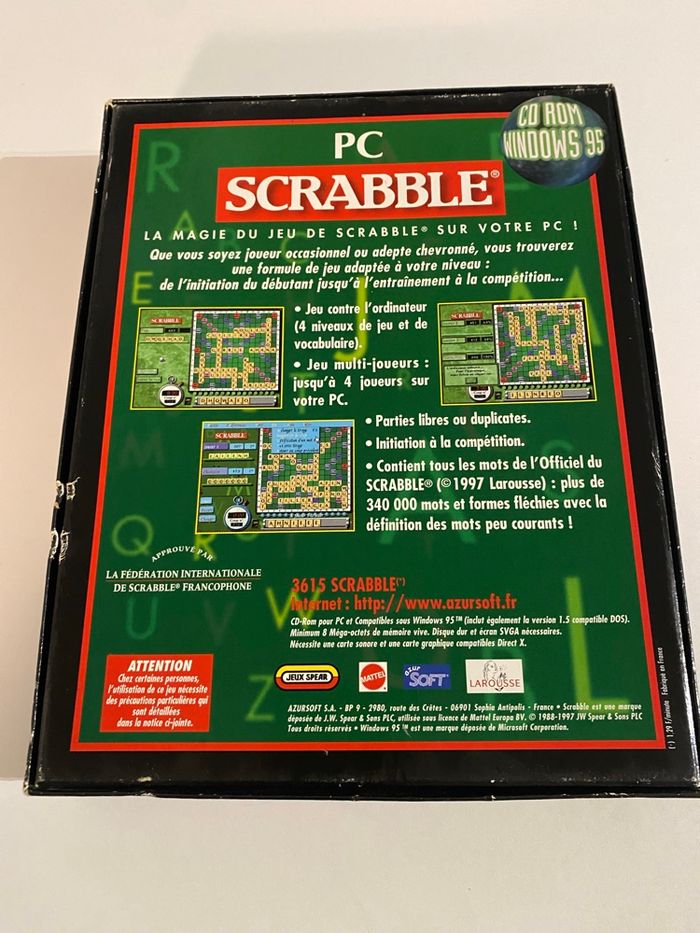 CD ROM
WINDOWS 95
PC
SCRABBLE®
LA MAGIE DU JEU DE SCRABBLE® SUR VOTRE PC !
Que vous soyez joueur occasionnel ou adepte chevronné, vous trouverez
une formule de jeu adaptée à votre niveau :
de l'initiation du débutant jusqu'à l'entraînement à la compétition...
• Jeu contre l'ordinateur
(4 niveaux de jeu et de
vocabulaire).
• Jeu multi-joueurs :
jusqu'à 4 joueurs sur
votre PC.
• Parties libres ou duplicates.
• Initiation à la compétition.
• Contient tous les mots de l'Officiel du
SCRABBLE® (©1997 Larousse) : plus de
340 000 mots et formes fléchies avec la
définition des mots peu courants !
APPROUVÉ PAR
LA FÉDÉRATION INTERNATIONALE
DE SCRABBLE® FRANCOPHONE
3615 SCRABBLE(*)
Internet : http://www.azursoft.fr
CD-Rom pour PC et Compatibles sous Windows 95™ (inclut également la version 1.5 compatible DOS).
Minimum 8 Méga-octets de mémoire vive. Disque dur et écran SVGA nécessaires.
Nécessite une carte sonore et une carte graphique compatibles Direct X.
ATTENTION
Chez certaines personnes,
l'utilisation de ce jeu nécessite
des précautions particulières qui
sont détaillées
dans la notice ci-jointe.
JEUX SPEAR
MATTEL
azur SOFT
LAROUSSE
AZURSOFT S.A. - BP 9 - 2980, route des Crêtes - 06901 Sophia Antipolis - France • Scrabble est une marque
déposée de J.W. Spear & Sons PLC, utilisée sous licence de Mattel Europa BV. © 1988-1997 JW Spear & Sons PLC
Tous droits réservés • Windows 95™ est une marque déposée de Microsoft Corporation.
(*) 1.29 F/minute Fabriqué en France